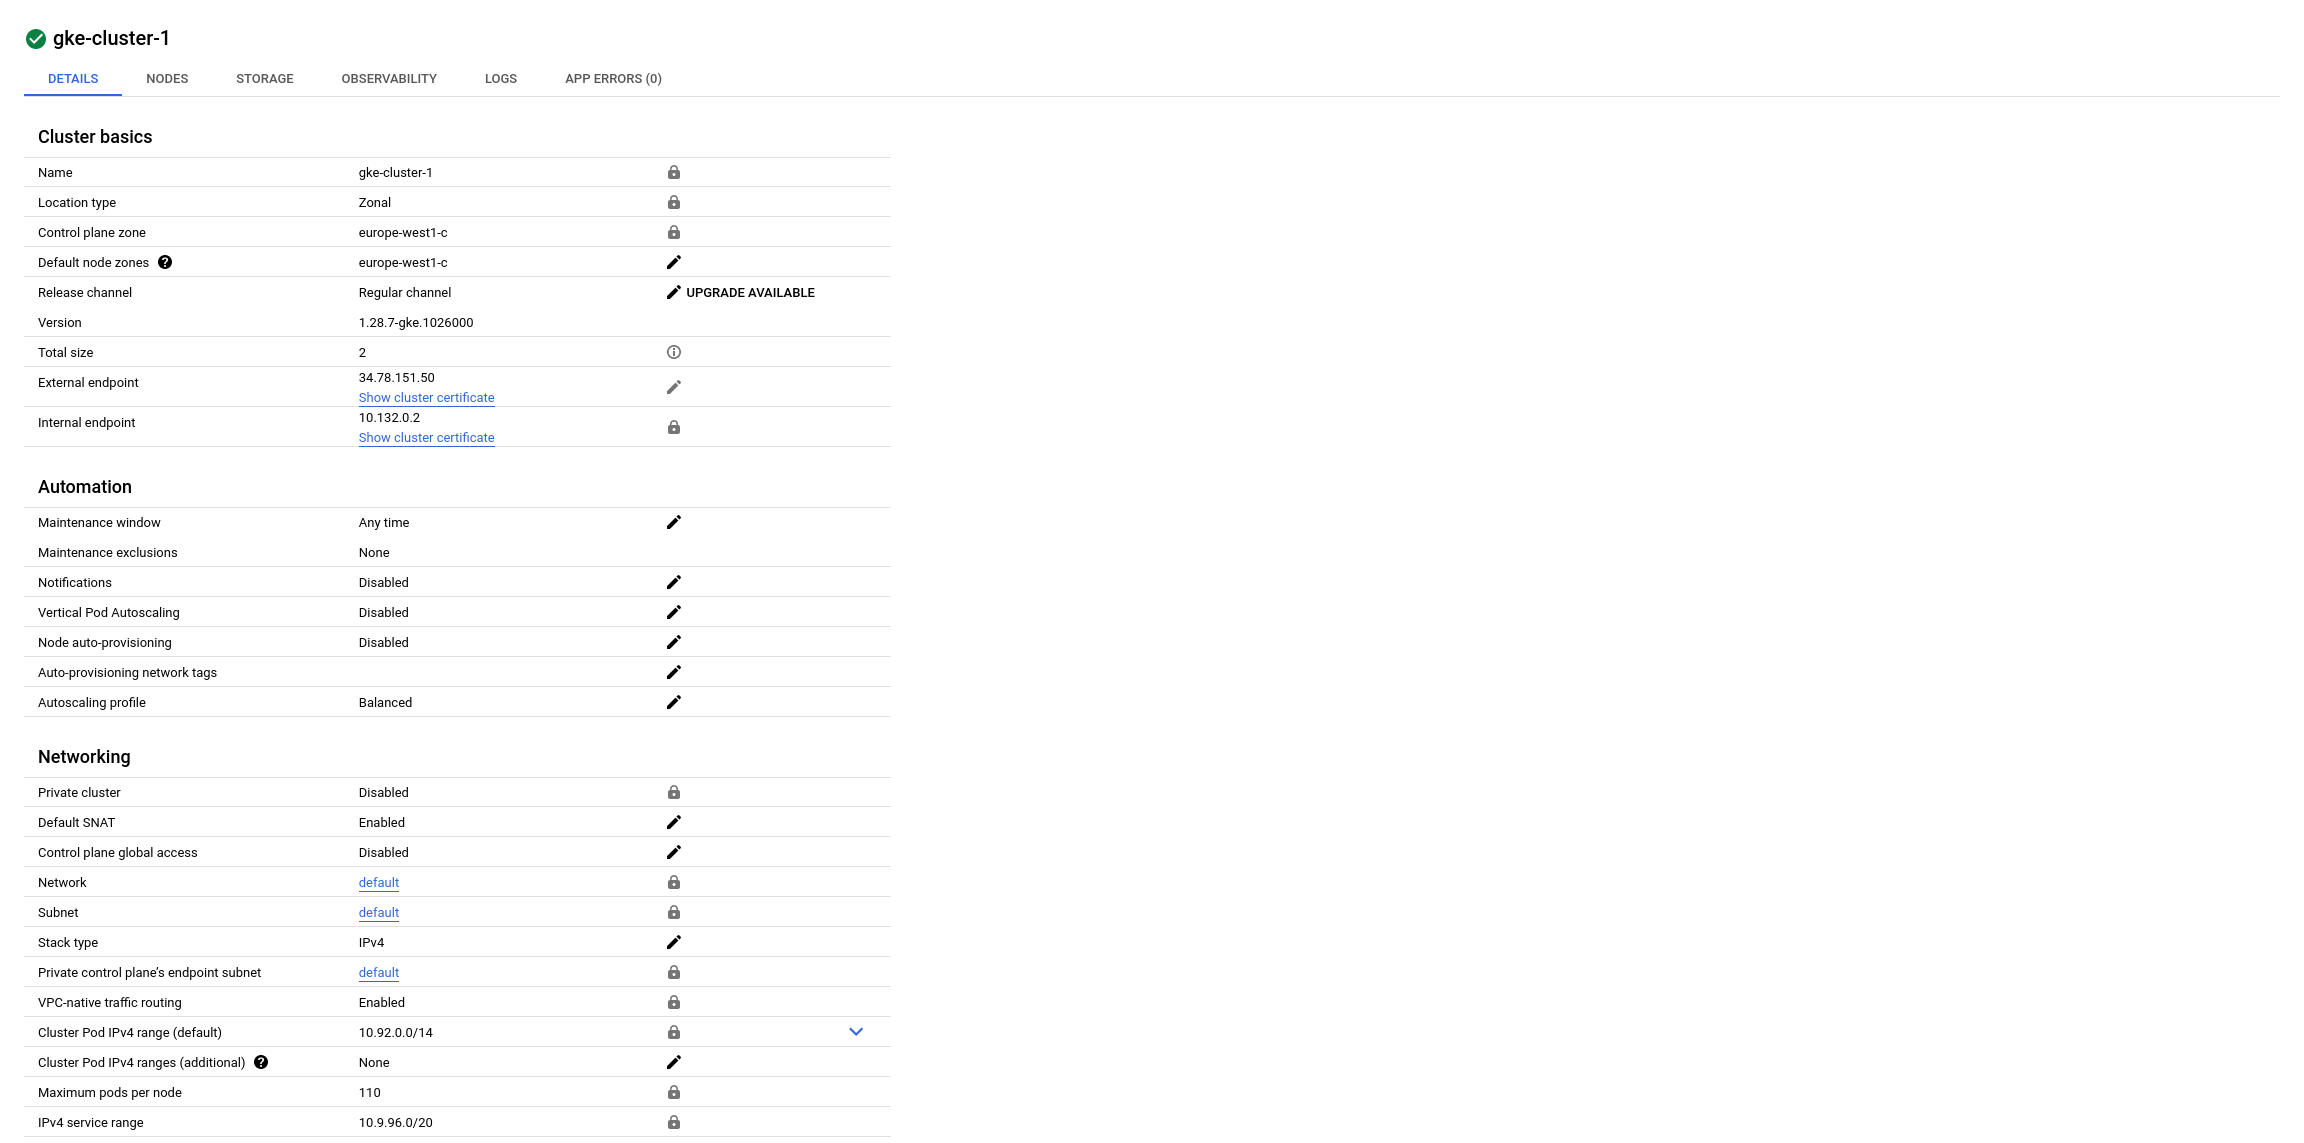 gke-cluster-1
DETAILS NODES STORAGE OBSERVABILITY LOGS APP ERRORS (0)
Cluster basics
Name gke-cluster-1
Location type Zonal
Control plane zone europe-west1-c
Default node zones europe-west1-c
Release channel Regular channel UPGRADE AVAILABLE
Version 1.28.7-gke.1026000
Total size 2
External endpoint 34.78.151.50
Show cluster certificate
Internal endpoint 10.132.0.2
Show cluster certificate
Automation
Maintenance window Any time
Maintenance exclusions None
Notifications Disabled
Vertical Pod Autoscaling Disabled
Node auto-provisioning Disabled
Auto-provisioning network tags
Autoscaling profile Balanced
Networking
Private cluster Disabled
Default SNAT Enabled
Control plane global access Disabled
Network default
Subnet default
Stack type IPv4
Private control plane’s endpoint subnet default
VPC-native traffic routing Enabled
Cluster Pod IPv4 range (default) 10.92.0.0/14
Cluster Pod IPv4 ranges (additional) None
Maximum pods per node 110
IPv4 service range 10.9.96.0/20